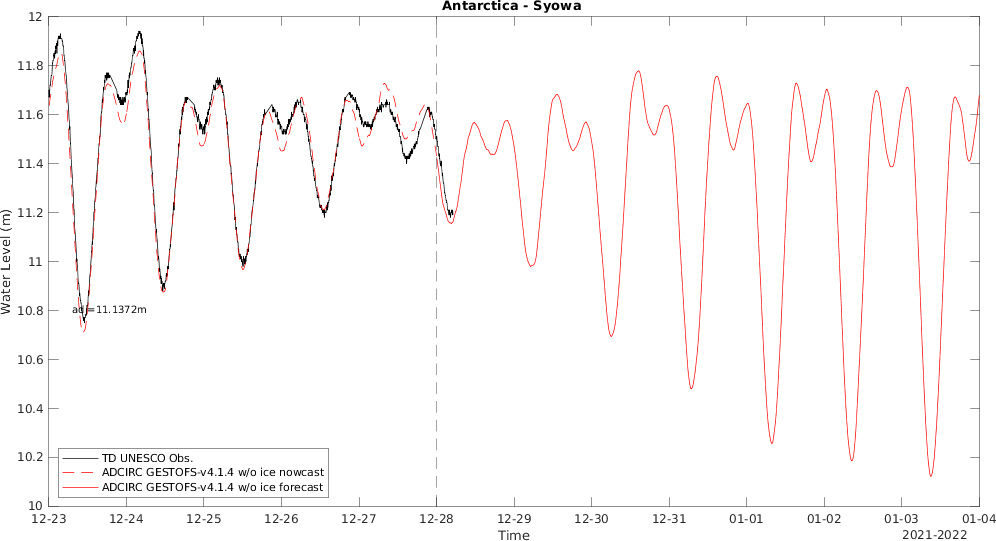 Antarctica - Syowa
Water Level (m)
12
11.8
11.6
11.4
11.2
11
10.8
10.6
10.4
10.2
10
adj=11.1372m
TD UNESCO Obs.
ADCIRC GESTOFS-v4.1.4 w/o ice nowcast
ADCIRC GESTOFS-v4.1.4 w/o ice forecast
12-23 12-24 12-25 12-26 12-27 12-28 12-29 12-30 12-31 01-01 01-02 01-03 01-04
Time
2021-2022